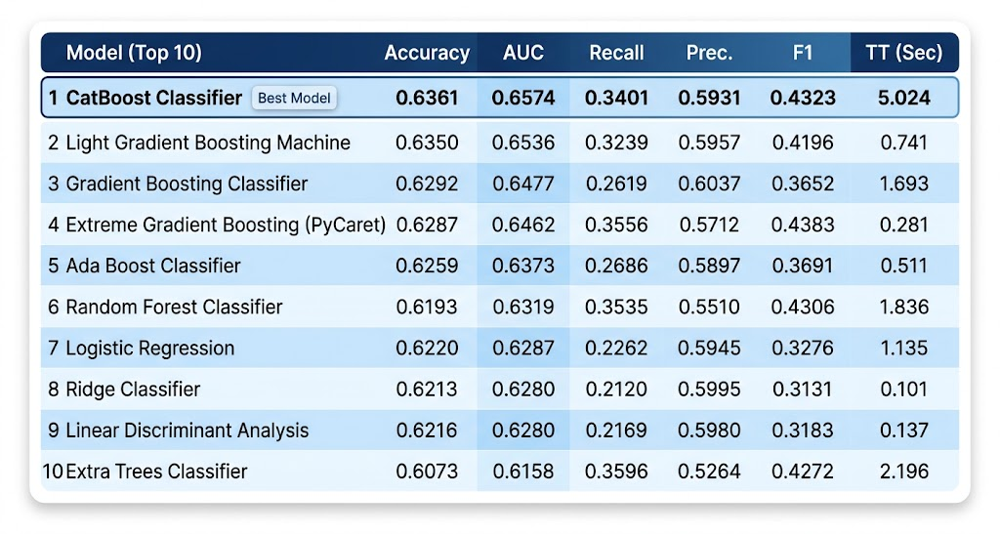 Model (Top 10) Accuracy AUC Recall Prec. F1 TT (Sec)
1 CatBoost Classifier Best Model 0.6361 0.6574 0.3401 0.5931 0.4323 5.024
2 Light Gradient Boosting Machine 0.6350 0.6536 0.3239 0.5957 0.4196 0.741
3 Gradient Boosting Classifier 0.6292 0.6477 0.2619 0.6037 0.3652 1.693
4 Extreme Gradient Boosting (PyCaret) 0.6287 0.6462 0.3556 0.5712 0.4383 0.281
5 Ada Boost Classifier 0.6259 0.6373 0.2686 0.5897 0.3691 0.511
6 Random Forest Classifier 0.6193 0.6319 0.3535 0.5510 0.4306 1.836
7 Logistic Regression 0.6220 0.6287 0.2262 0.5945 0.3276 1.135
8 Ridge Classifier 0.6213 0.6280 0.2120 0.5995 0.3131 0.101
9 Linear Discriminant Analysis 0.6216 0.6280 0.2169 0.5980 0.3183 0.137
10 Extra Trees Classifier 0.6073 0.6158 0.3596 0.5264 0.4272 2.196